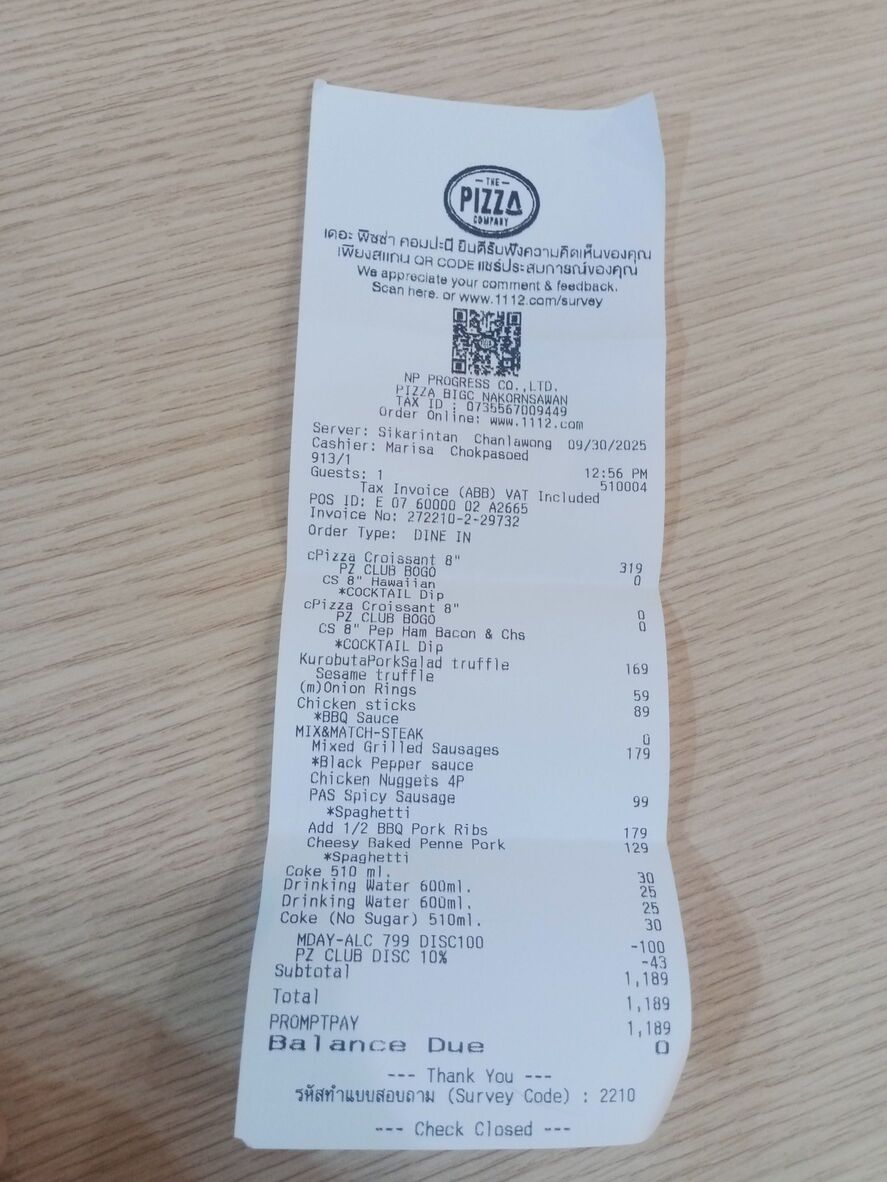 THE
PIZZA
COMPANY
เดอะ พิซซ่า คอมปะนี ยินดีรับฟังความคิดเห็นของคุณ
เพียงสแกน QR CODE แชร์ประสบการณ์ของคุณ
We appreciate your comment & feedback.
Scan here. or www.1112.com/survey
NP PROGRESS CO.,LTD.
PIZZA BIGC NAKORNSAWAN
TAX ID : 0735567009449
Order Online: www.1112.com
Server: Sikarintan Chanlawong 09/30/2025
Cashier: Marisa Chokpasoed
913/1 12:56 PM
Guests: 1 510004
Tax Invoice (ABB) VAT Included
POS ID: E 07 60000 02 A2665
Invoice No: 272210-2-29732
Order Type: DINE IN
cPizza Croissant 8" 319
PZ CLUB BOGO 0
CS 8" Hawaiian
*COCKTAIL Dip
cPizza Croissant 8" 0
PZ CLUB BOGO 0
CS 8" Pep Ham Bacon & Chs
*COCKTAIL Dip
KurobutaPorkSalad truffle 169
Sesame truffle
(m)Onion Rings 59
Chicken sticks 89
*BBQ Sauce
MIX&MATCH-STEAK 0
Mixed Grilled Sausages 179
*Black Pepper sauce
Chicken Nuggets 4P
PAS Spicy Sausage 99
*Spaghetti
Add 1/2 BBQ Pork Ribs 179
Cheesy Baked Penne Pork 129
*Spaghetti
Coke 510 ml. 30
Drinking Water 600ml. 25
Drinking Water 600ml. 25
Coke (No Sugar) 510ml. 30
MDAY-ALC 799 DISC100 -100
PZ CLUB DISC 10% -43
Subtotal 1,189
Total 1,189
PROMPTPAY 1,189
Balance Due 0
--- Thank You ---
รหัสทำแบบสอบถาม (Survey Code) : 2210
--- Check Closed ---